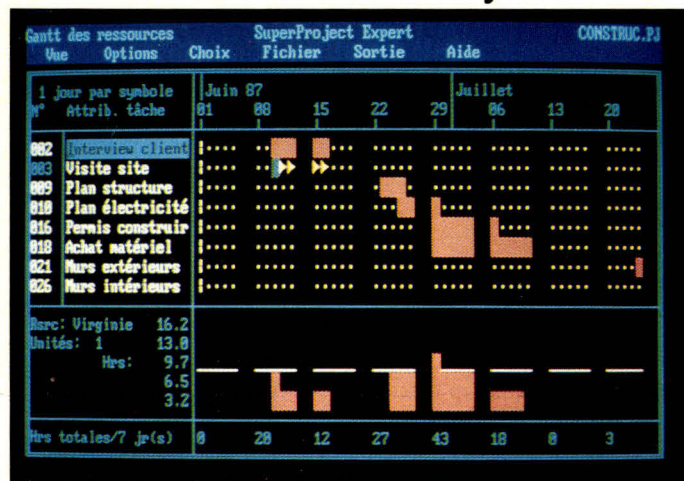 Gantt des ressources SuperProject Expert CONSTRUC.PJ
Vue Options Choix Fichier Sortie Aide
1 jour par symbole Juin 87 Juillet
N° Attrib. tâche 01 08 15 22 29 06 13 20
002 Interview client
003 Visite site
009 Plan structure
010 Plan électricité
016 Permis construir
018 Achat matériel
021 Murs extérieurs
026 Murs intérieurs
Rsrc: Virginie 16.2
Unités: 1 13.0
Hrs: 9.7
6.5
3.2
Hrs totales/7 jr(s) 0 20 12 27 43 18 0 3